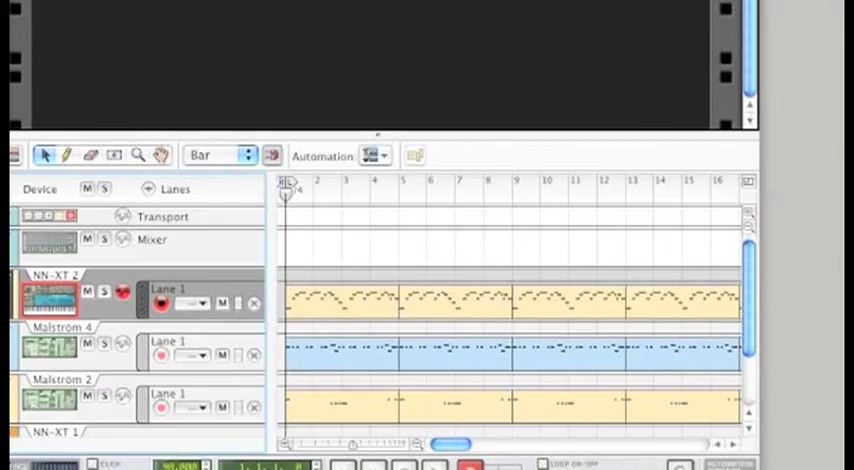 Bar Automation:
Device M S Lanes 2 3 4 5 6 7 8 9 10 11 12 13 14 15 16
R L /4
Transport
M S Mixer
NN-XT 2
M S Lane 1
M
Malström 4
M S Lane 1
M
Malström 2
M S Lane 1
M
NN-XT 1
CLICK LOOP ON/OFF